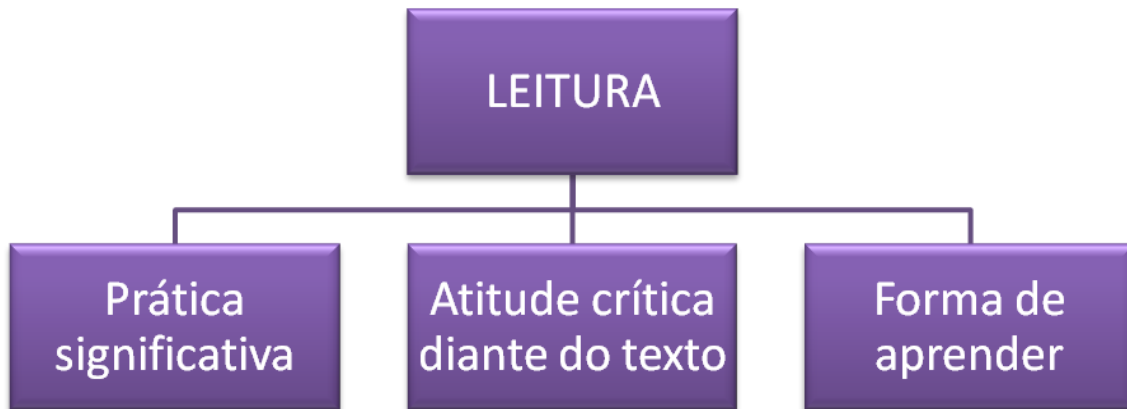 LEITURA
Prática
significativa
Atitude crítica
diante do texto
Forma de
aprender